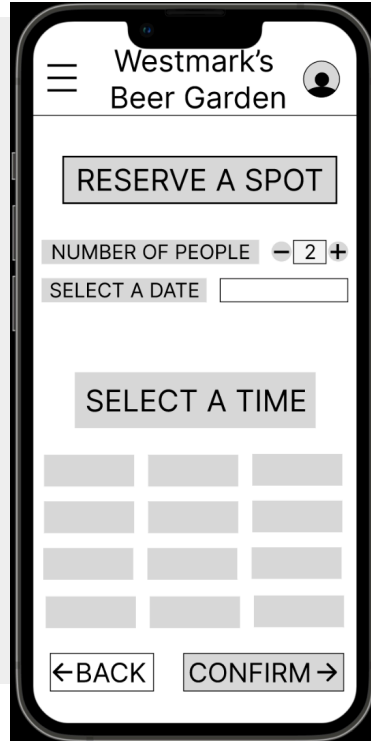 Westmark's
Beer Garden
RESERVE A SPOT
NUMBER OF PEOPLE − 2 +
SELECT A DATE
SELECT A TIME
←BACK CONFIRM→